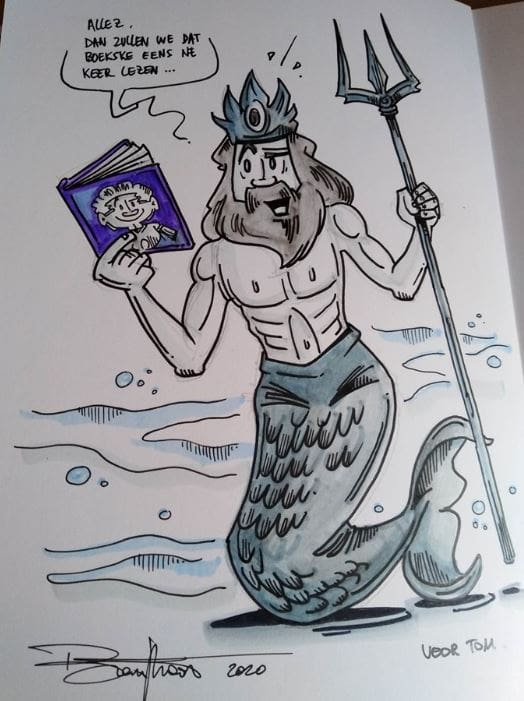 ALLEZ.
DAN ZULLEN WE DAT
BOEKSKE EENS NE
KEER LEZEN ...
2020
VOOR TOM.